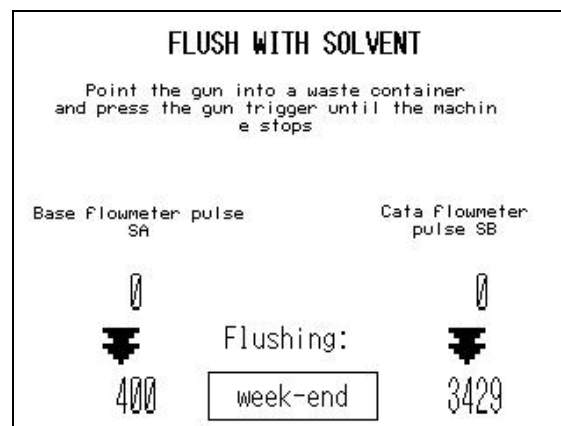 FLUSH WITH SOLVENT
Point the gun into a waste container
and press the gun trigger until the machin
e stops
Base flowmeter pulse
SA
Cata flowmeter
pulse SB
0
0
Flushing:
400
week-end
3429